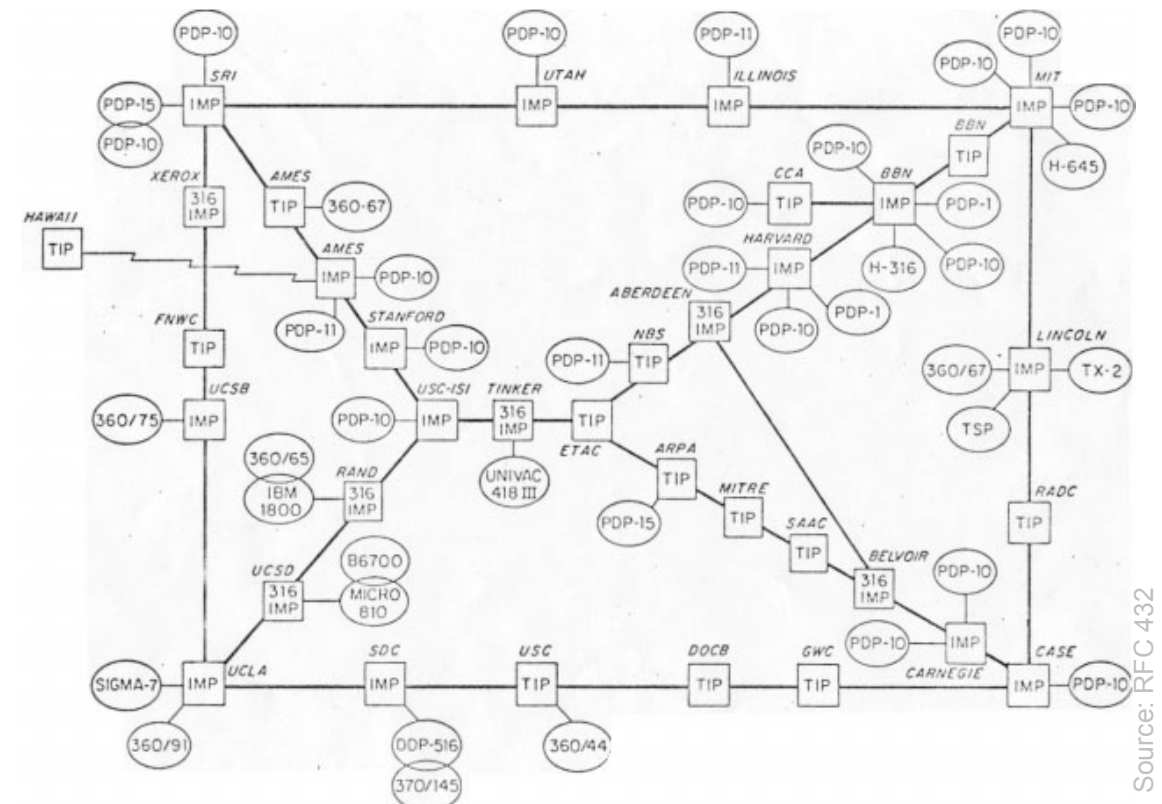 PDP-10
PDP-10
PDP-11
PDP-10
SRI
UTAH
ILLINOIS
PDP-10
MIT
PDP-15
IMP
IMP
IMP
IMP
PDP-10
PDP-10
BBN
TIP
H-645
XEROX
316
IMP
AMES
TIP
360-67
PDP-10
CCA
BBN
PDP-10
TIP
IMP
PDP-1
HAWAII
TIP
AMES
IMP
PDP-10
HARVARD
PDP-11
IMP
H-316
PDP-10
PDP-11
STANFORD
IMP
PDP-10
ABERDEEN
316
IMP
PDP-10
PDP-1
FNWC
TIP
NBS
PDP-11
TIP
LINCOLN
360/67
IMP
TX-2
TSP
UCSB
360/75
IMP
USC-ISI
PDP-10
IMP
TINKER
316
IMP
UNIVAC
418 III
TIP
ETAC
360/65
IBM
1800
RAND
316
IMP
ARPA
TIP
PDP-15
MITRE
TIP
SAAC
TIP
RADC
TIP
UCSD
316
IMP
B6700
MICRO
810
BELVOIR
316
IMP
PDP-10
PDP-10
IMP
CARNEGIE
SIGMA-7
IMP
UCLA
360/91
SDC
IMP
DDP-516
370/145
USC
TIP
360/44
DOCB
TIP
GWC
TIP
CASE
IMP
PDP-10
Source: RFC 432